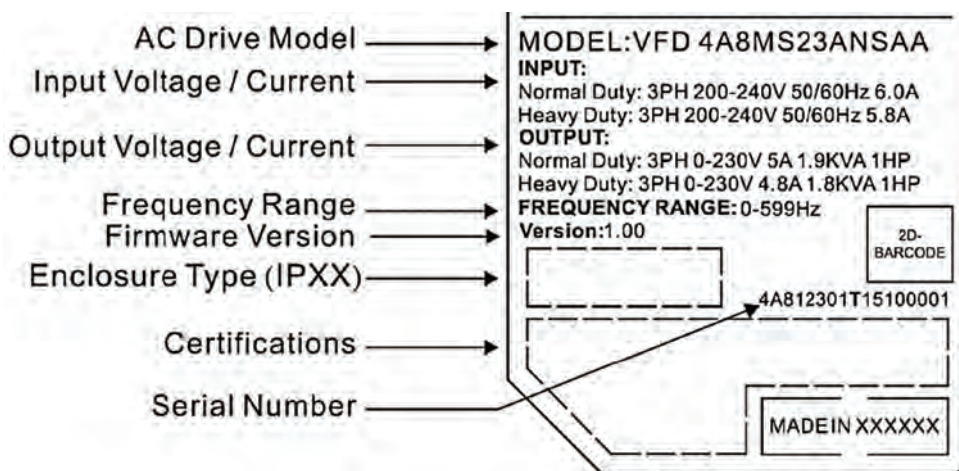 AC Drive Model
Input Voltage / Current
Output Voltage / Current
Frequency Range
Firmware Version
Enclosure Type (IPXX)
Certifications
Serial Number
MODEL:VFD 4A8MS23ANSAA
INPUT:
Normal Duty: 3PH 200-240V 50/60Hz 6.0A
Heavy Duty: 3PH 200-240V 50/60Hz 5.8A
OUTPUT:
Normal Duty: 3PH 0-230V 5A 1.9KVA 1HP
Heavy Duty: 3PH 0-230V 4.8A 1.8KVA 1HP
FREQUENCY RANGE: 0-599Hz
Version:1.00
2D-
BARCODE
4A812301T15100001
MADE IN XXXXXX